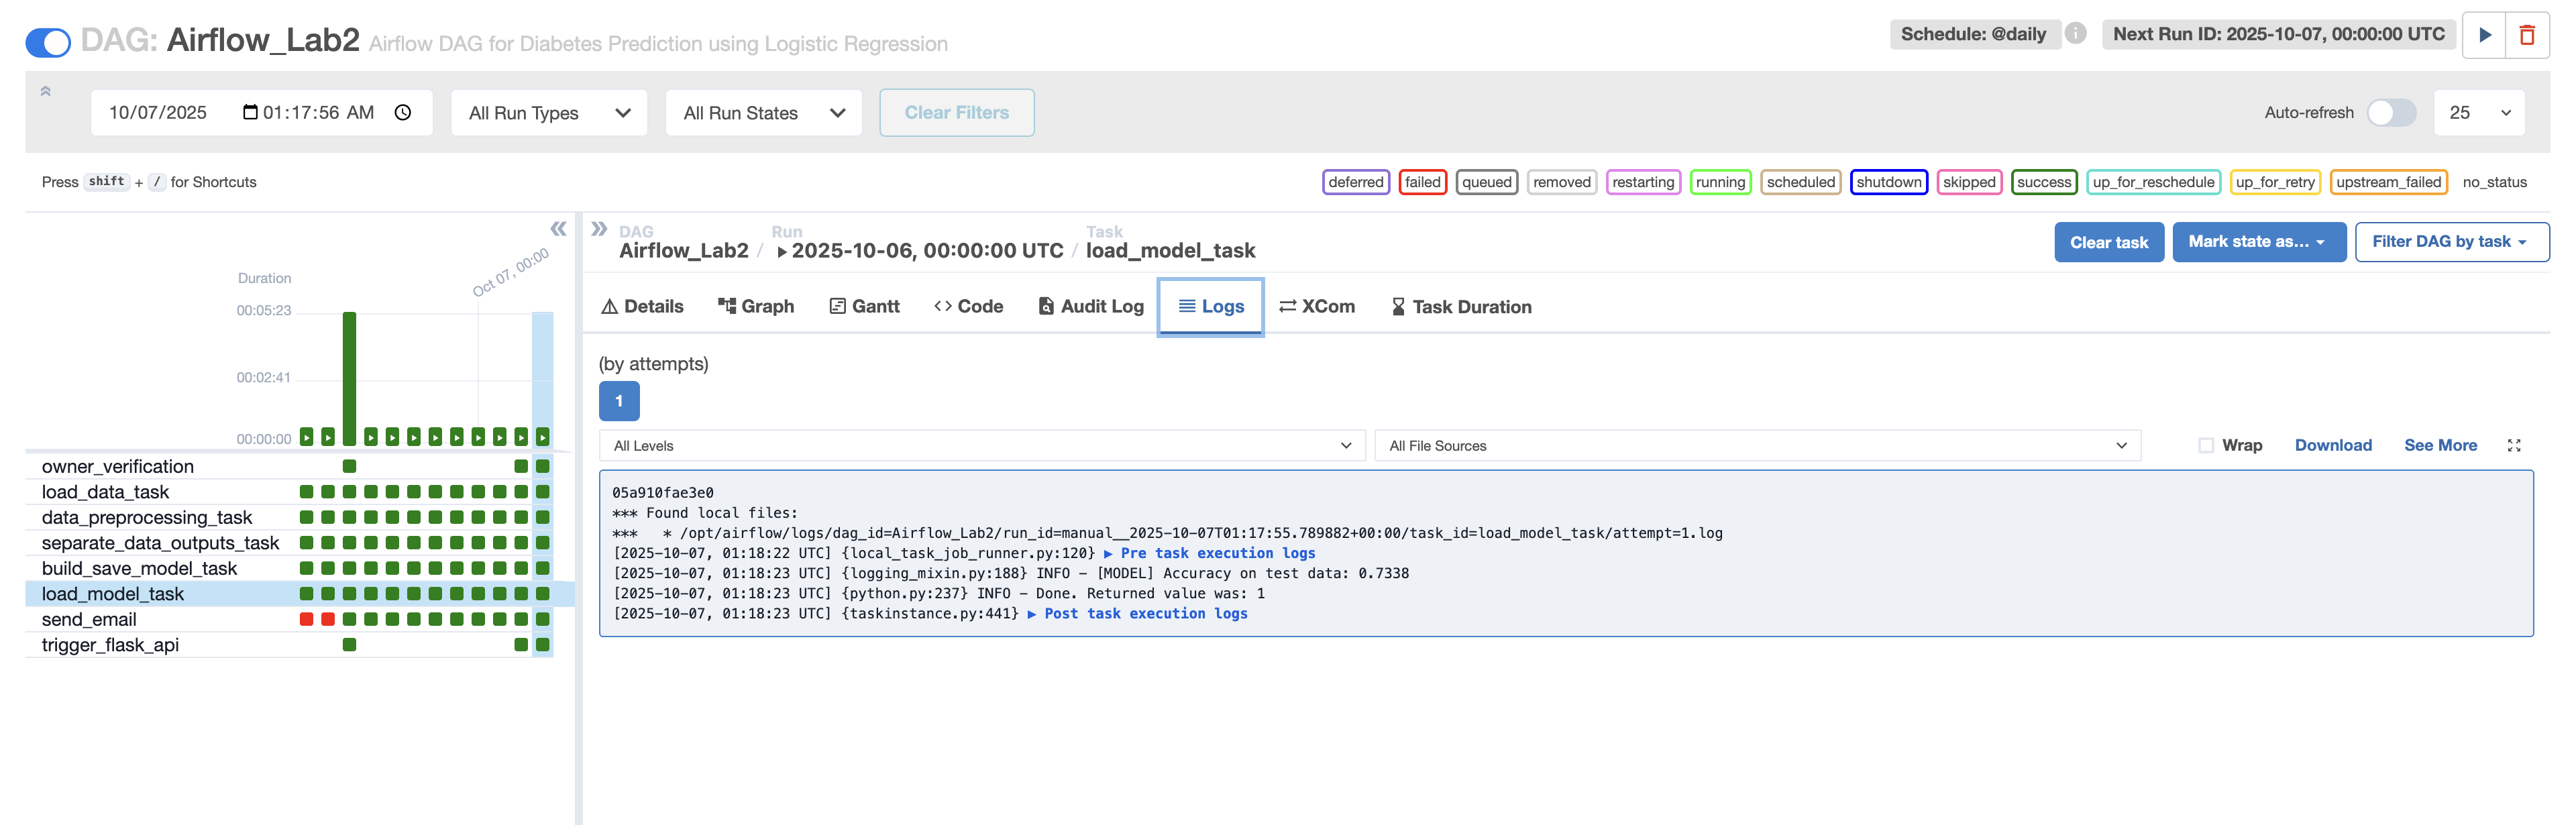 DAG: Airflow_Lab2 Airflow DAG for Diabetes Prediction using Logistic Regression
Schedule: @daily
i
Next Run ID: 2025-10-07, 00:00:00 UTC
10/07/2025 01:17:56 AM
All Run Types
All Run States
Clear Filters
Auto-refresh
25
Press shift + / for Shortcuts
deferred failed queued removed restarting running scheduled shutdown skipped success up_for_reschedule up_for_retry upstream_failed no_status
Oct 07, 00:00
Duration
00:05:23
00:02:41
00:00:00
owner_verification
load_data_task
data_preprocessing_task
separate_data_outputs_task
build_save_model_task
load_model_task
send_email
trigger_flask_api
DAG
Airflow_Lab2
/
Run
2025-10-06, 00:00:00 UTC
/
Task
load_model_task
Clear task
Mark state as...
Filter DAG by task
Details
Graph
Gantt
Code
Audit Log
Logs
XCom
Task Duration
(by attempts)
1
All Levels
All File Sources
Wrap
Download
See More
05a910fae3e0
*** Found local files:
***   * /opt/airflow/logs/dag_id=Airflow_Lab2/run_id=manual__2025-10-07T01:17:55.789882+00:00/task_id=load_model_task/attempt=1.log
[2025-10-07, 01:18:22 UTC] {local_task_job_runner.py:120} ▶ Pre task execution logs
[2025-10-07, 01:18:23 UTC] {logging_mixin.py:188} INFO - [MODEL] Accuracy on test data: 0.7338
[2025-10-07, 01:18:23 UTC] {python.py:237} INFO - Done. Returned value was: 1
[2025-10-07, 01:18:23 UTC] {taskinstance.py:441} ▶ Post task execution logs